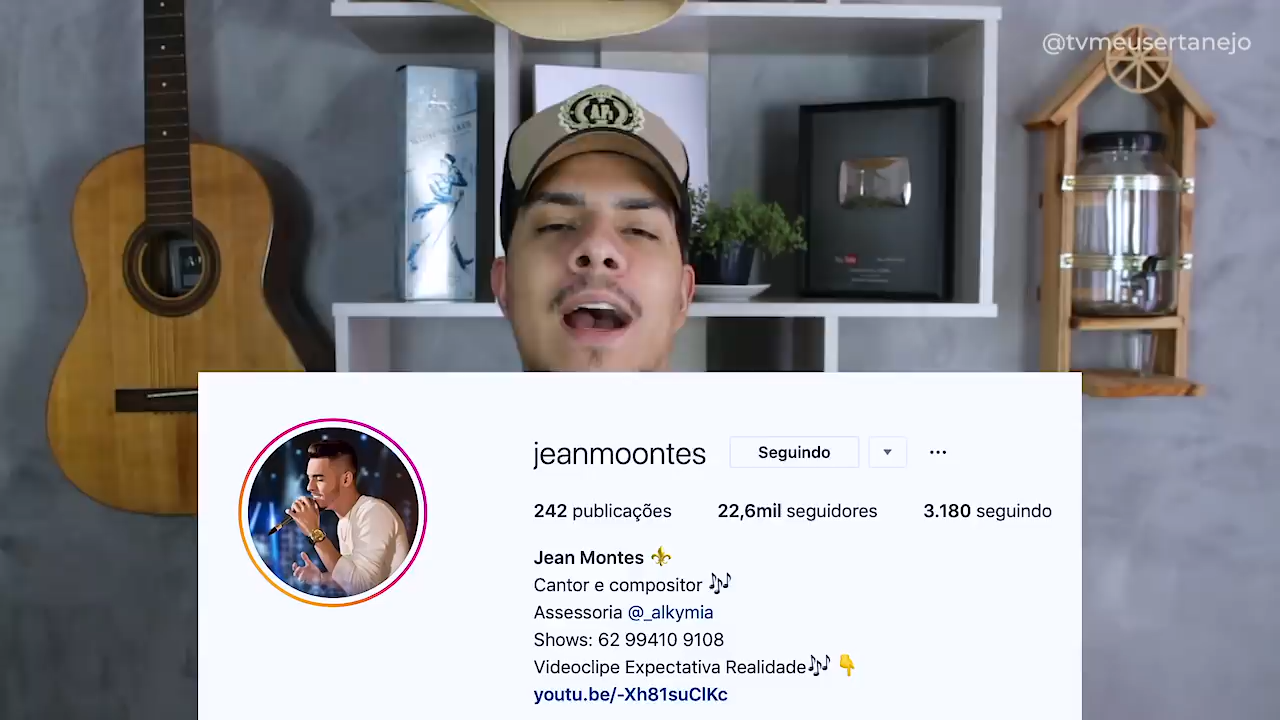 @tvmeusertanejo
jeanmoontes Seguindo
242 publicações 22,6mil seguidores 3.180 seguindo
Jean Montes ⚜️
Cantor e compositor 🎶
Assessoria @_alkymia
Shows: 62 99410 9108
Videoclipe Expectativa Realidade🎶 👇
youtu.be/-Xh81suClKc